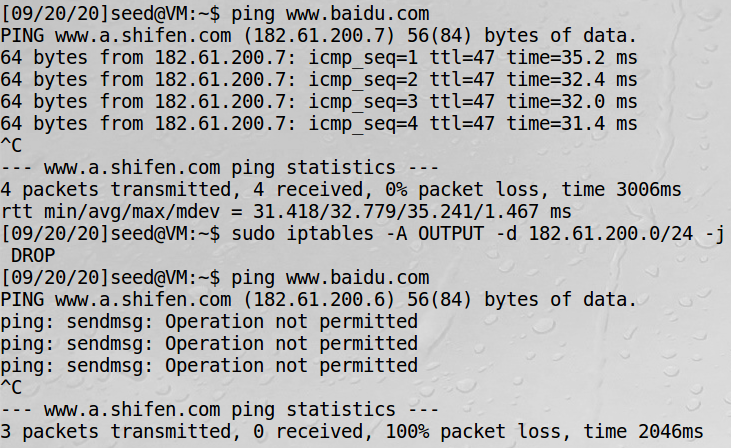 [09/20/20]seed@VM:~$ ping www.baidu.com
PING www.a.shifen.com (182.61.200.7) 56(84) bytes of data.
64 bytes from 182.61.200.7: icmp_seq=1 ttl=47 time=35.2 ms
64 bytes from 182.61.200.7: icmp_seq=2 ttl=47 time=32.4 ms
64 bytes from 182.61.200.7: icmp_seq=3 ttl=47 time=32.0 ms
64 bytes from 182.61.200.7: icmp_seq=4 ttl=47 time=31.4 ms
^C
--- www.a.shifen.com ping statistics ---
4 packets transmitted, 4 received, 0% packet loss, time 3006ms
rtt min/avg/max/mdev = 31.418/32.779/35.241/1.467 ms
[09/20/20]seed@VM:~$ sudo iptables -A OUTPUT -d 182.61.200.0/24 -j
 DROP
[09/20/20]seed@VM:~$ ping www.baidu.com
PING www.a.shifen.com (182.61.200.6) 56(84) bytes of data.
ping: sendmsg: Operation not permitted
ping: sendmsg: Operation not permitted
ping: sendmsg: Operation not permitted
^C
--- www.a.shifen.com ping statistics ---
3 packets transmitted, 0 received, 100% packet loss, time 2046ms